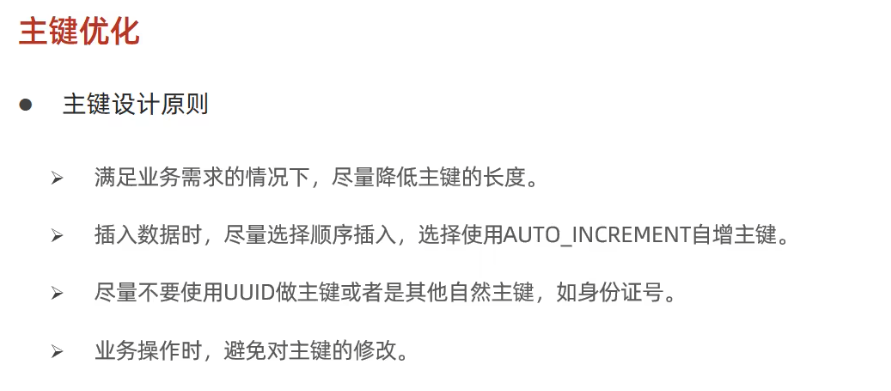 主键优化
主键设计原则
满足业务需求的情况下，尽量降低主键的长度。
插入数据时，尽量选择顺序插入，选择使用AUTO_INCREMENT自增主键。
尽量不要使用UUID做主键或者是其他自然主键，如身份证号。
业务操作时，避免对主键的修改。